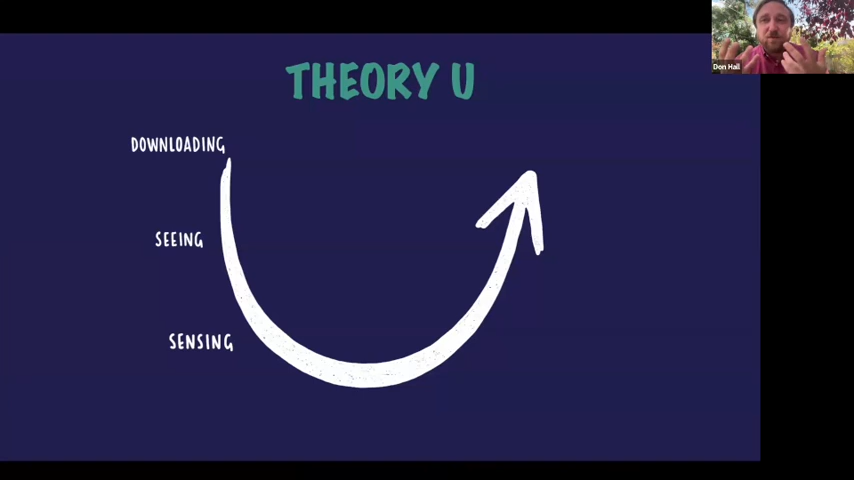 THEORY U
DOWNLOADING
SEEING
SENSING
Don Hall